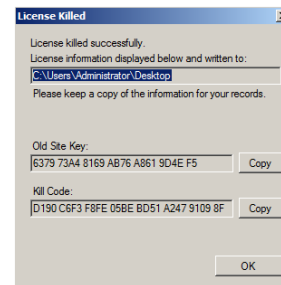 License Killed
License killed successfully.
License information displayed below and written to:
C:\Users\Administrator\Desktop
Please keep a copy of the information for your records.
Old Site Key:
6379 73A4 8169 AB76 A861 9D4E F5
Copy
Kill Code:
D190 C6F3 F8FE 05BE BD51 A247 9109 8F
Copy
OK